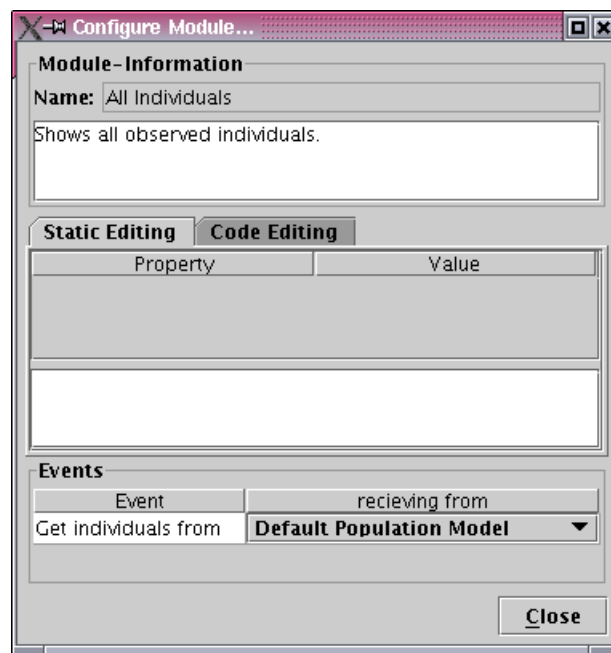 Configure Module...
Module-Information
Name: All Individuals
Shows all observed individuals.
Static Editing Code Editing
Property Value
Events
Event recieving from
Get individuals from Default Population Model
Close